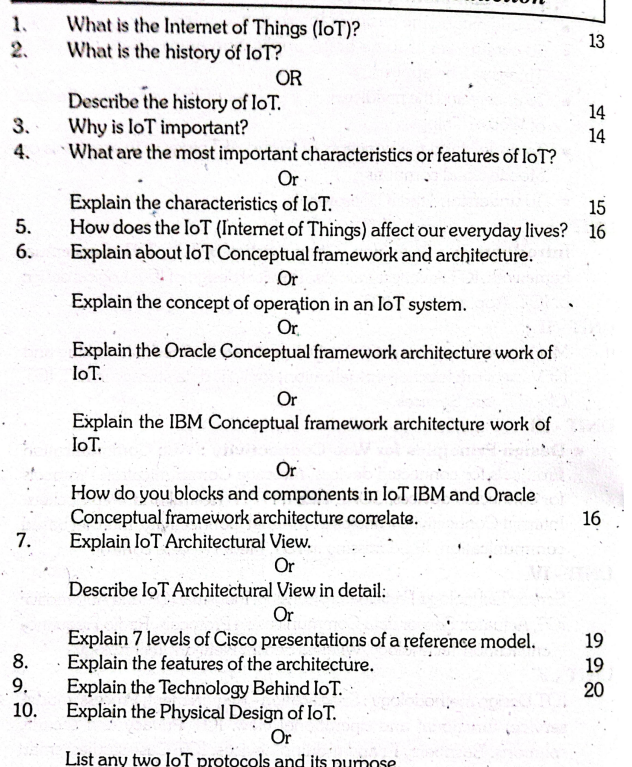 1. What is the Internet of Things (IoT)? 13
2. What is the history of IoT?
OR
Describe the history of IoT. 14
3. Why is IoT important? 14
4. What are the most important characteristics or features of IoT?
Or
Explain the characteristics of IoT. 15
5. How does the IoT (Internet of Things) affect our everyday lives? 16
6. Explain about IoT Conceptual framework and architecture.
Or
Explain the concept of operation in an IoT system.
Or
Explain the Oracle Conceptual framework architecture work of
IoT.
Or
Explain the IBM Conceptual framework architecture work of
IoT.
Or
How do you blocks and components in IoT IBM and Oracle
Conceptual framework architecture correlate. 16
7. Explain IoT Architectural View.
Or
Describe IoT Architectural View in detail:
Or
Explain 7 levels of Cisco presentations of a reference model. 19
8. Explain the features of the architecture. 19
9. Explain the Technology Behind IoT. 20
10. Explain the Physical Design of IoT.
Or
List any two IoT protocols and its purpose